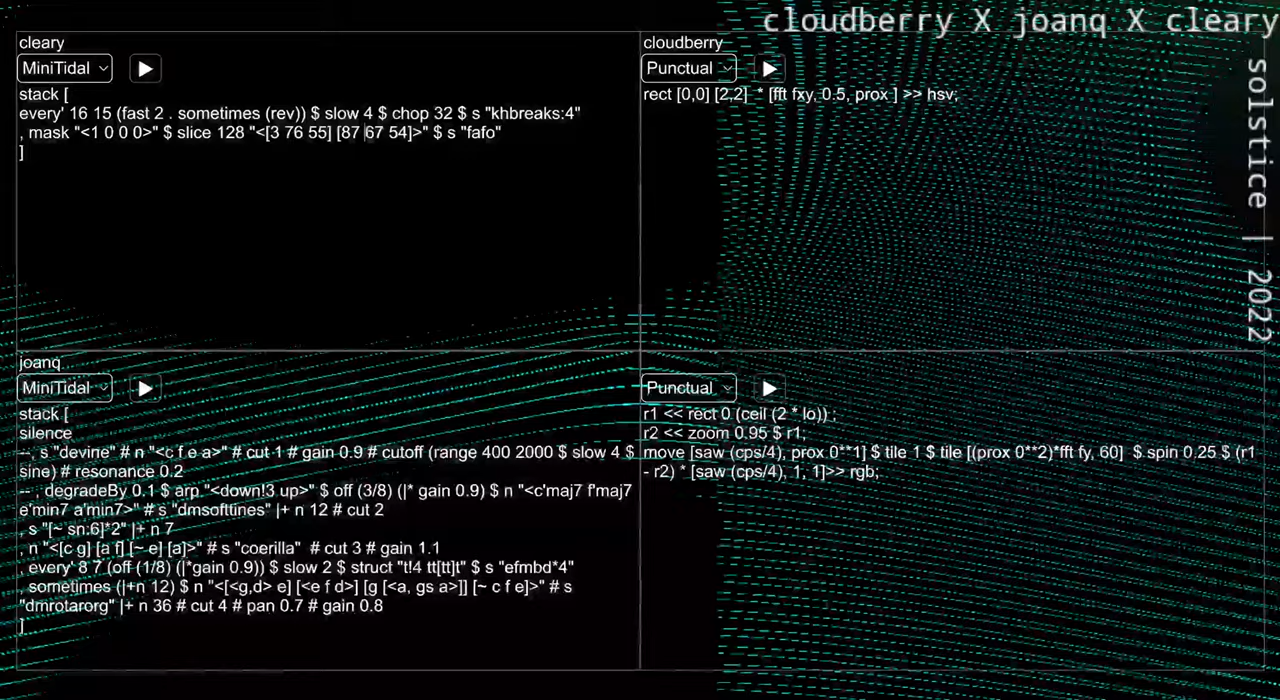 cloudberry X joanq X cleary
solstice | 2022
cleary
MiniTidal
stack [
every' 16 15 (fast 2 . sometimes (rev)) $ slow 4 $ chop 32 $ s "khbreaks:4"
, mask "<1 0 0 0>" $ slice 128 "<[3 76 55] [87 67 54]>" $ s "fafo"
]
cloudberry
Punctual
rect [0,0] [2,2] * [fft fxy, 0.5, prox ] >> hsv;
joanq
MiniTidal
stack [
silence
--, s "devine" # n "<c f e a>" # cut 1 # gain 0.9 # cutoff (range 400 2000 $ slow 4 $
sine) # resonance 0.2
-- , degradeBy 0.1 $ arp "<down!3 up>" $ off (3/8) (|* gain 0.9) $ n "<c'maj7 f'maj7
e'min7 a'min7>" # s "dmsoftines" |+ n 12 # cut 2
, s "[~ sn:6]*2" |+ n 7
, n "<[c g] [a f] [~ e] [a]>" # s "coerilla" # cut 3 # gain 1.1
, every' 8 7 (off (1/8) (|*gain 0.9)) $ slow 2 $ struct "t!4 tt[tt]t" $ s "efmbd*4"
, sometimes (|+n 12) $ n "<[<g,d> e] [<e f d>] [g [<a, gs a>]] [~ c f e]>" # s
"dmrotarorg" |+ n 36 # cut 4 # pan 0.7 # gain 0.8
]
Punctual
r1 << rect 0 (ceil (2 * lo)) ;
r2 << zoom 0.95 $ r1;
move [saw (cps/4), prox 0**1] $ tile 1 $ tile [(prox 0**2)*fft fy, 60] $ spin 0.25 $ (r1
- r2) * [saw (cps/4), 1, 1]>> rgb;